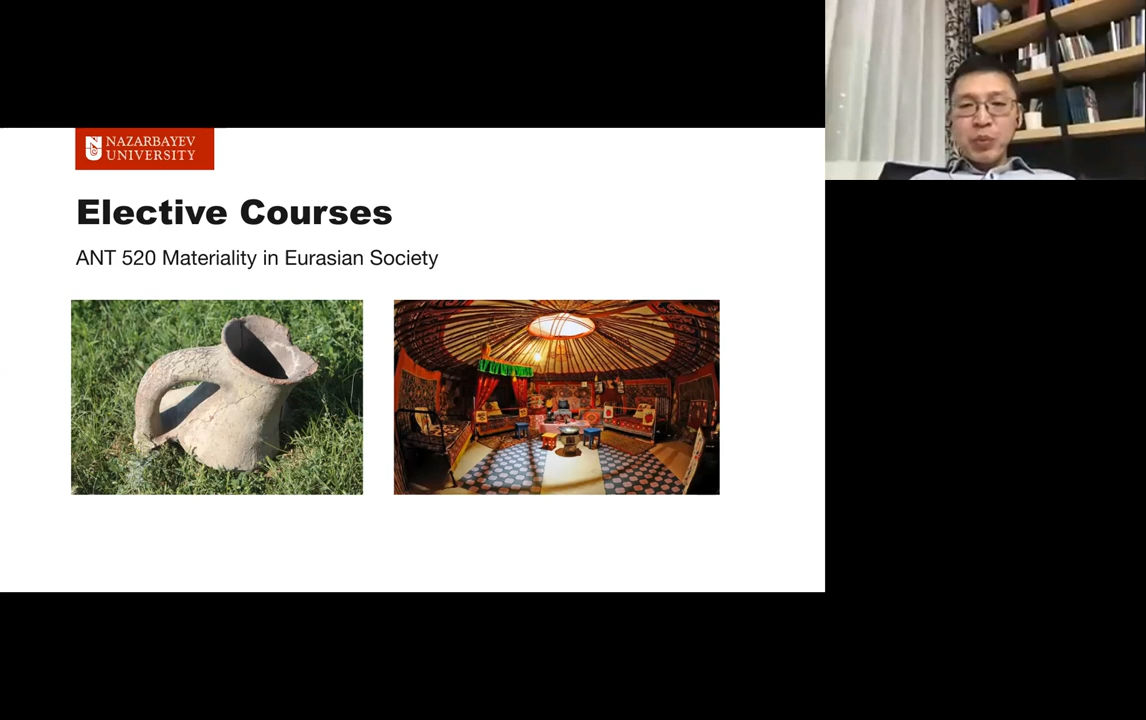 NAZARBAYEV
UNIVERSITY
Elective Courses
ANT 520 Materiality in Eurasian Society